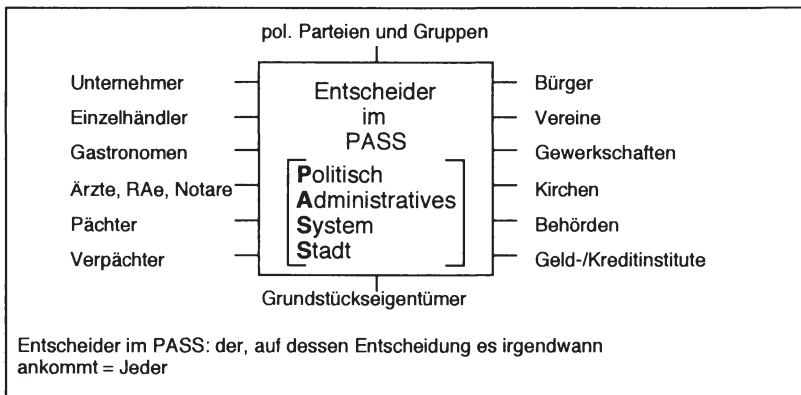 pol. Parteien und Gruppen
Unternehmer
Einzelhändler
Gastronomen
Ärzte, RAe, Notare
Pächter
Verpächter
Entscheider
im
PASS
Politisch
Administratives
System
Stadt
Bürger
Vereine
Gewerkschaften
Kirchen
Behörden
Geld-/Kreditinstitute
Grundstückseigentümer
Entscheider im PASS: der, auf dessen Entscheidung es irgendwann
ankommt = Jeder